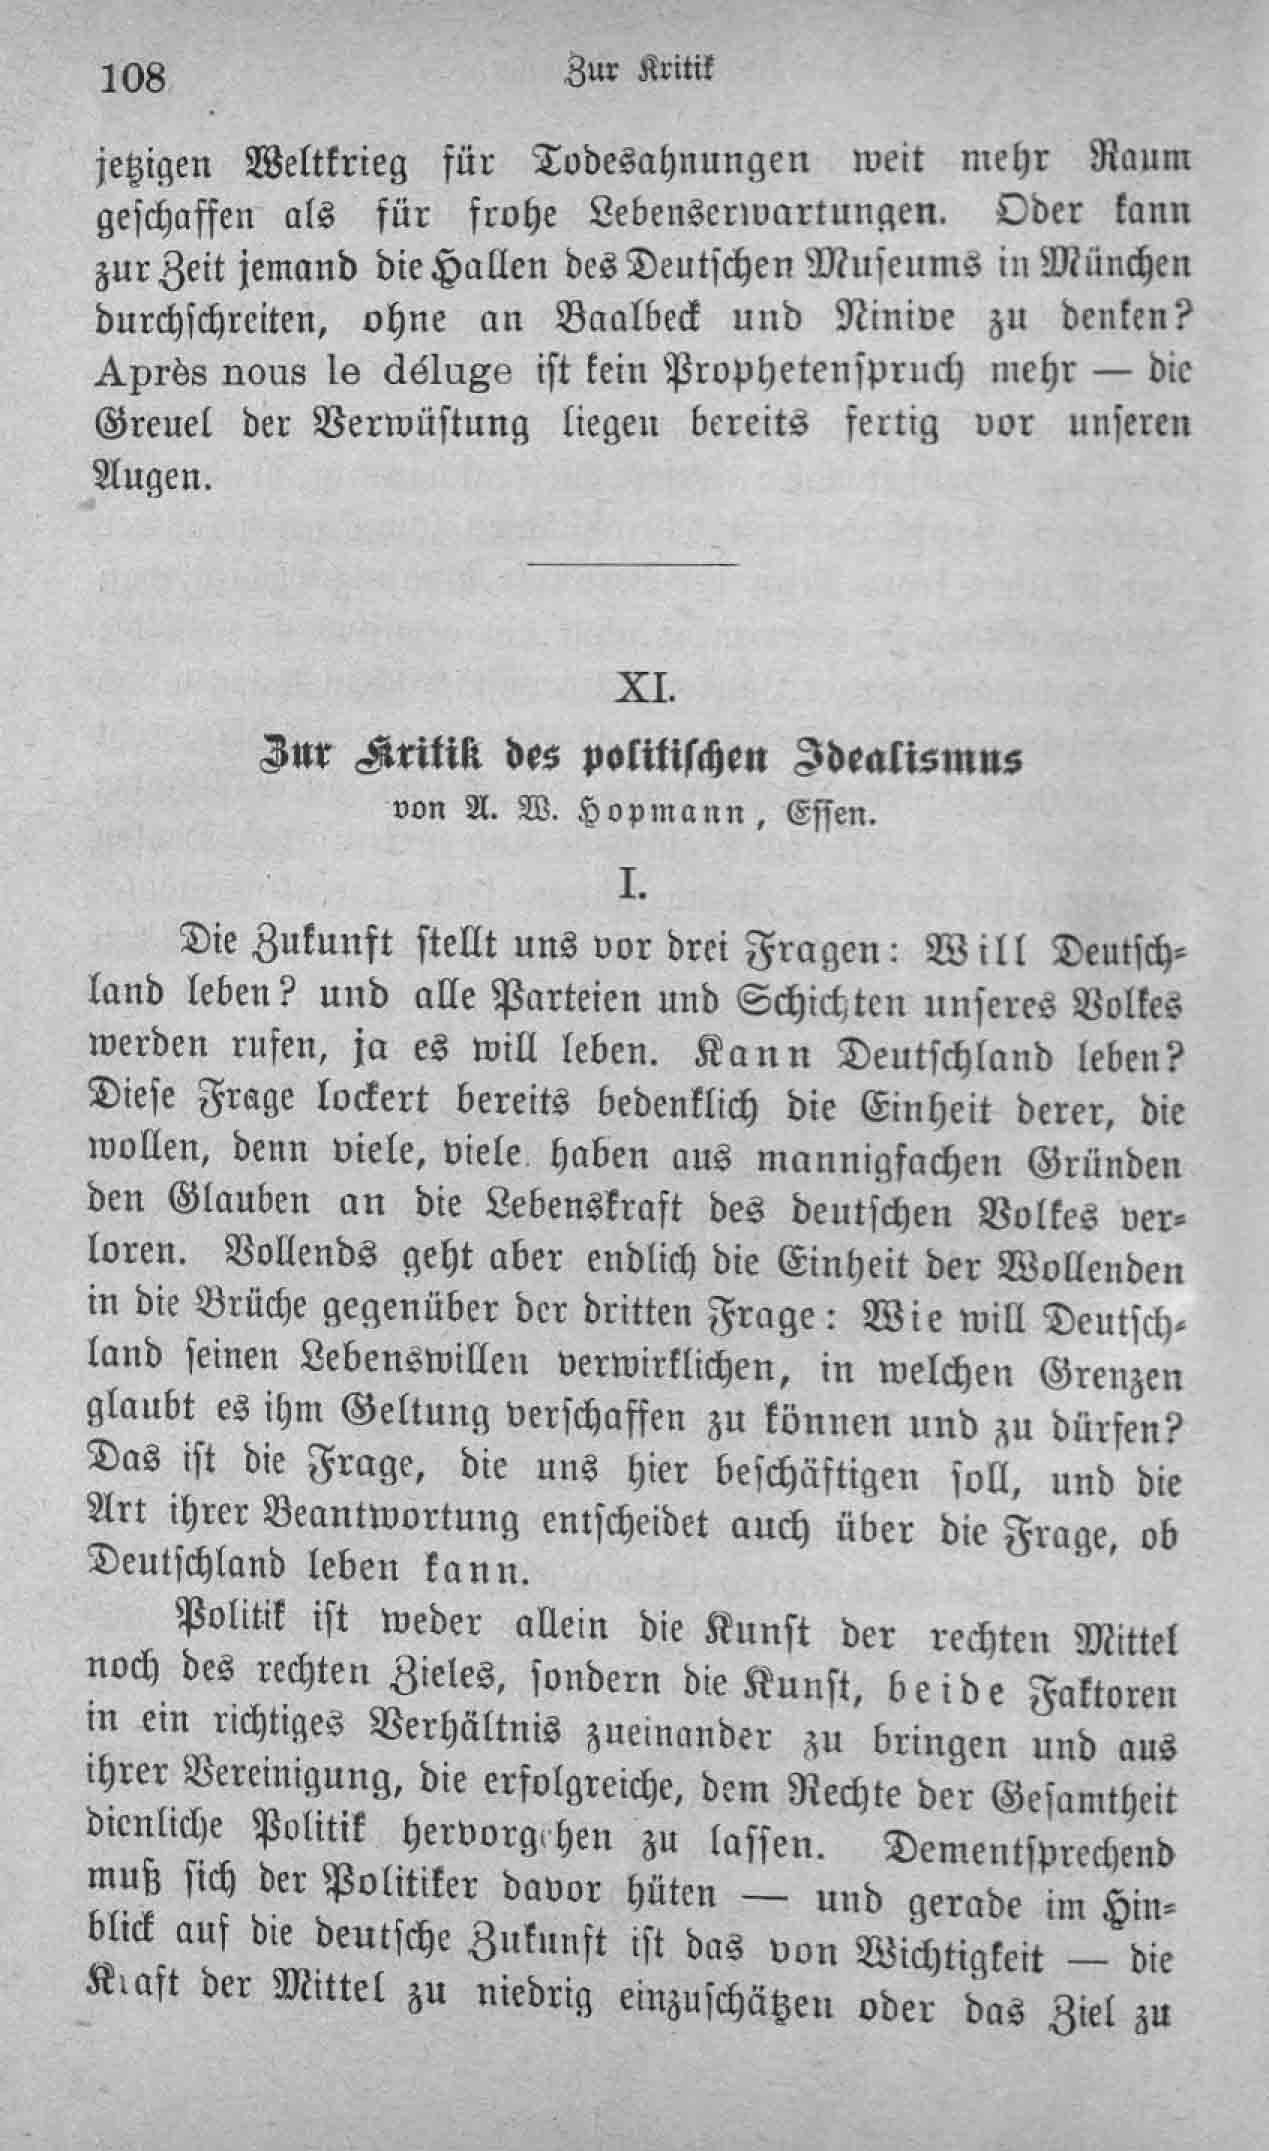 108
Zur Kritik
jetzigen Weltkrieg für Todesahnungen weit mehr Raum
geschaffen als für frohe Lebenserwartungen. Oder kann
zur Zeit jemand die Hallen des Deutschen Museums in München
durchschreiten, ohne an Baalbeck und Ninive zu denken?
Après nous le déluge ist kein Prophetenspruch mehr — die
Greuel der Verwüstung liegen bereits fertig vor unseren
Augen.
XI.
Zur Kritik des politischen Idealismus
von A. W. Hopmann, Essen.
I.
Die Zukunft stellt uns vor drei Fragen: Will Deutsch-
land leben? und alle Parteien und Schichten unseres Volkes
werden rufen, ja es will leben. Kann Deutschland leben?
Diese Frage lockert bereits bedenklich die Einheit derer, die
wollen, denn viele, viele haben aus mannigfachen Gründen
den Glauben an die Lebenskraft des deutschen Volkes ver-
loren. Vollends geht aber endlich die Einheit der Wollenden
in die Brüche gegenüber der dritten Frage: Wie will Deutsch-
land seinen Lebenswillen verwirklichen, in welchen Grenzen
glaubt es ihm Geltung verschaffen zu können und zu dürfen?
Das ist die Frage, die uns hier beschäftigen soll, und die
Art ihrer Beantwortung entscheidet auch über die Frage, ob
Deutschland leben kann.
Politik ist weder allein die Kunst der rechten Mittel
noch des rechten Zieles, sondern die Kunst, beide Faktoren
in ein richtiges Verhältnis zueinander zu bringen und aus
ihrer Vereinigung, die erfolgreiche, dem Rechte der Gesamtheit
dienliche Politik hervorgehen zu lassen. Dementsprechend
muß sich der Politiker davor hüten — und gerade im Hin-
blick auf die deutsche Zukunft ist das von Wichtigkeit — die
Kraft der Mittel zu niedrig einzuschätzen oder das Ziel zu